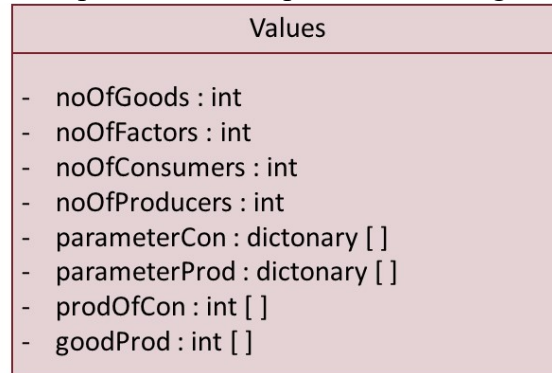 Values
- noOfGoods : int
- noOfFactors : int
- noOfConsumers : int
- noOfProducers : int
- parameterCon : dictonary [ ]
- parameterProd : dictonary [ ]
- prodOfCon : int [ ]
- goodProd : int [ ]